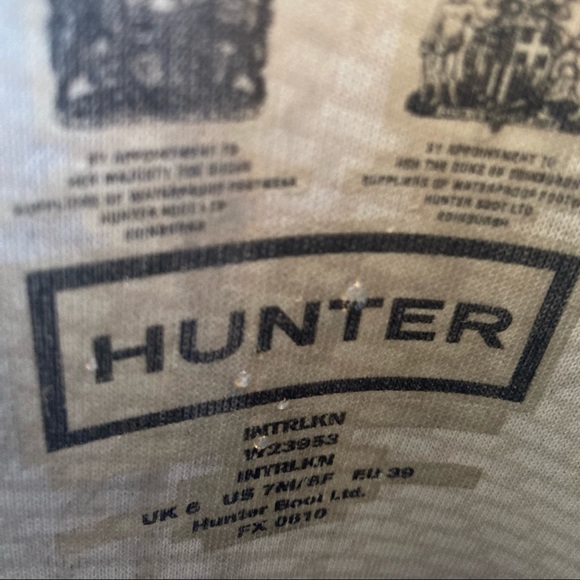 BY APPOINTMENT TO
HER MAJESTY THE QUEEN
SUPPLIERS OF WATERPROOF FOOTWEAR
HUNTER BOOT LTD
EDINBURGH
BY APPOINTMENT TO
HRH THE DUKE OF EDINBURGH
SUPPLIERS OF WATERPROOF FOOTWEAR
HUNTER BOOT LTD
EDINBURGH
HUNTER
INTRLKN
W23953
INTRLKN
UK 6 US 7M/8F EU 39
Hunter Boot Ltd.
FX 0610